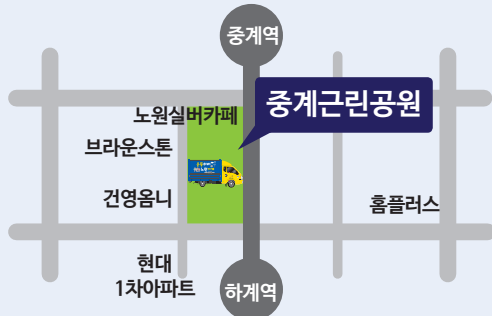 중계역
노원실버카페
중계근린공원
브라운스톤
건영옴니
홈플러스
현대
1차아파트
하계역